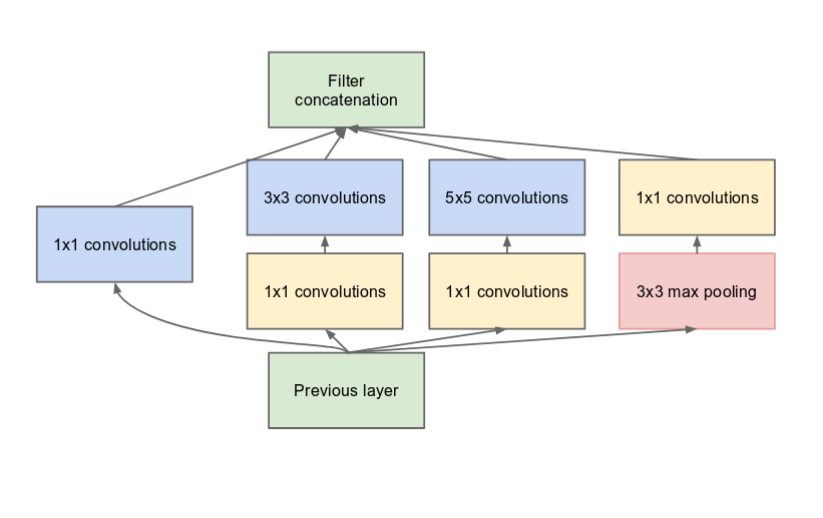 Filter
concatenation
3x3 convolutions
5x5 convolutions
1x1 convolutions
1x1 convolutions
1x1 convolutions
1x1 convolutions
3x3 max pooling
Previous layer